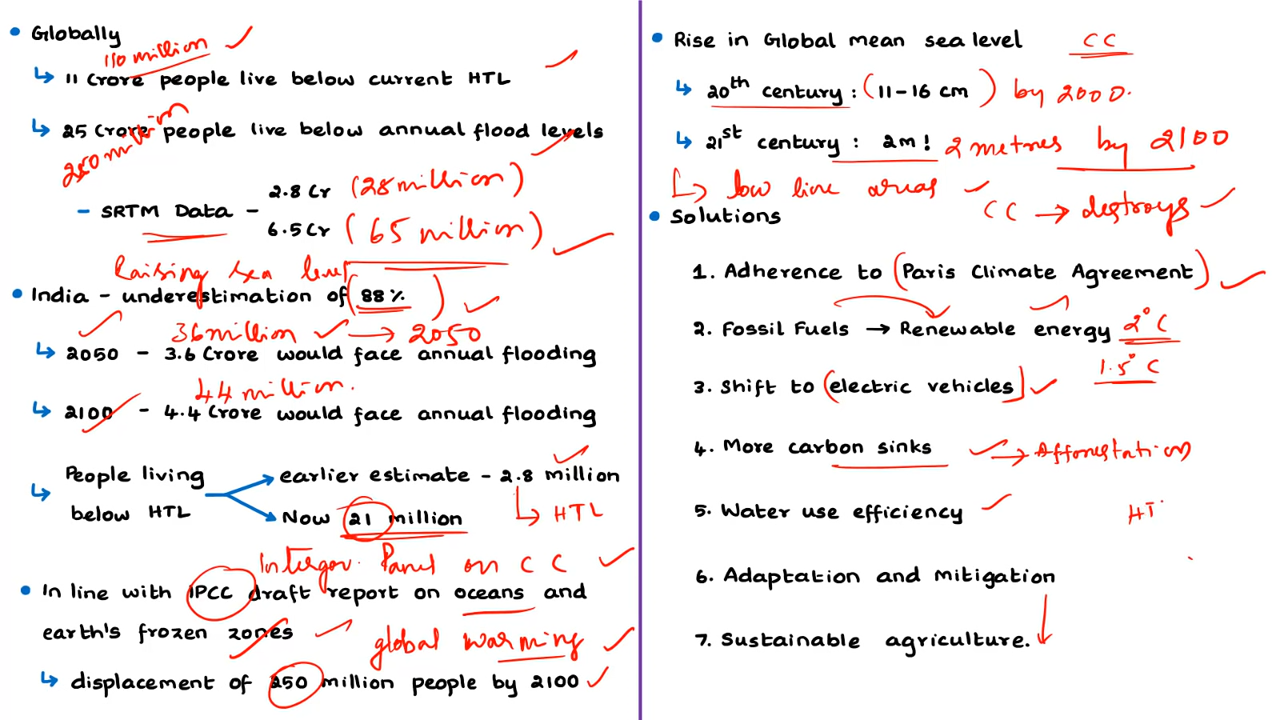 Globally
110 million
11 Crore people live below current HTL
25 Crore people live below annual flood levels
250 million
2.8 Cr (28 million)
SRTM Data -
6.5 Cr (65 million)
Raising sea level
India - underestimation of 88%
36 million → 2050
2050 - 3.6 Crore would face annual flooding
44 million.
2100 - 4.4 Crore would face annual flooding
People living below HTL
earlier estimate - 2.8 million
Now 21 million
HTL
Intergov. Panel on C C
In line with IPCC draft report on oceans and
earth's frozen zones
global warming
displacement of 250 million people by 2100
Rise in Global mean sea level CC
20th century: (11-16 cm) by 2000.
21st century: 2m! 2 metres by 2100
low line areas
CC → destroys
Solutions
1. Adherence to (Paris Climate Agreement)
2. Fossil Fuels → Renewable energy 2°C
1.5°C
3. Shift to (electric vehicles)
4. More carbon sinks → Afforestation
5. Water use efficiency
HT
6. Adaptation and mitigation
7. Sustainable agriculture.